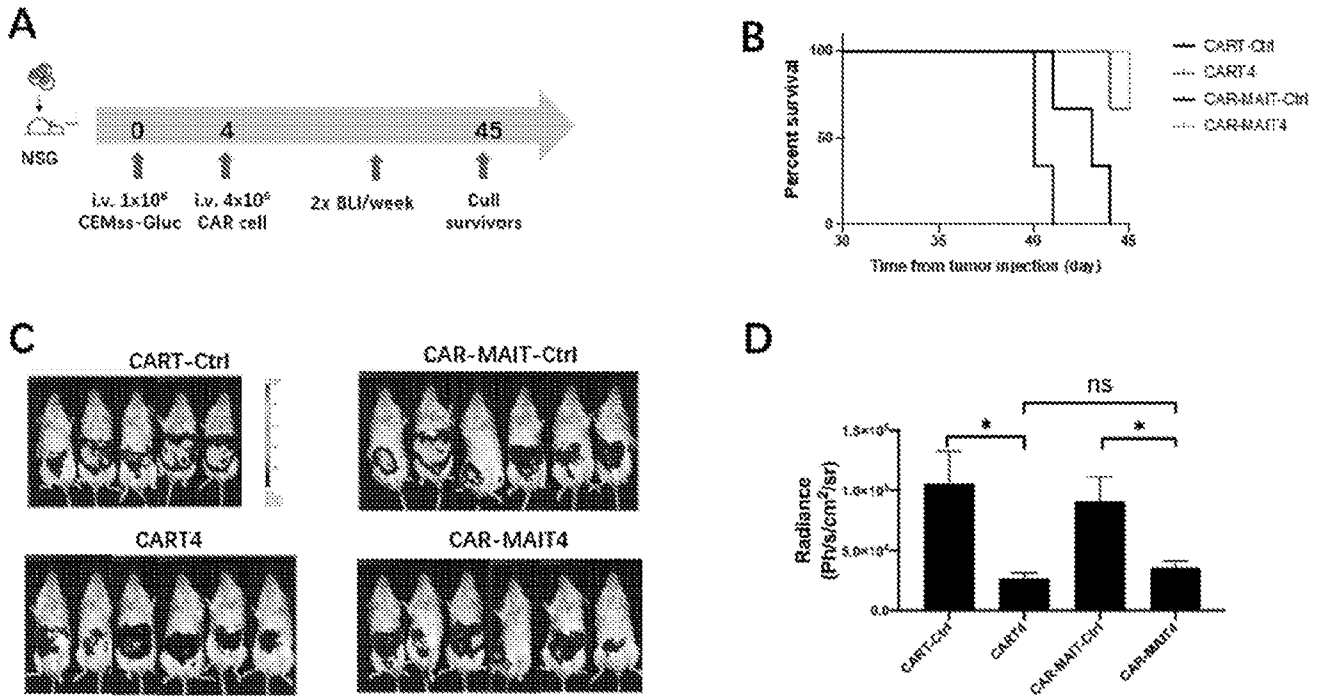 A
NSG
0
4
45
i.v. 1x10⁶
CEMss-Gluc
i.v. 4x10⁶
CAR cell
2x BLI/week
Cull
survivors
B
Percent survival
100
50
0
30
35
40
45
Time from tumor injection (day)
CART-Ctrl
CART4
CAR-MAIT-Ctrl
CAR-MAIT4
C
CART-Ctrl
CAR-MAIT-Ctrl
CART4
CAR-MAIT4
D
Radiance
(Ph/s/cm²/sr)
0.0
ns
*
*
CART-Ctrl
CART4
CAR-MAIT-Ctrl
CAR-MAIT4